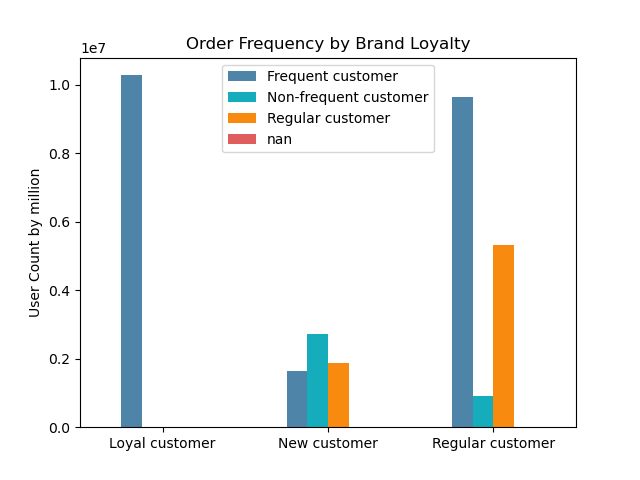 Order Frequency by Brand Loyalty
1e7
Frequent customer
Non-frequent customer
Regular customer
nan
1.0
0.8
0.6
0.4
0.2
0.0
User Count by million
Loyal customer
New customer
Regular customer